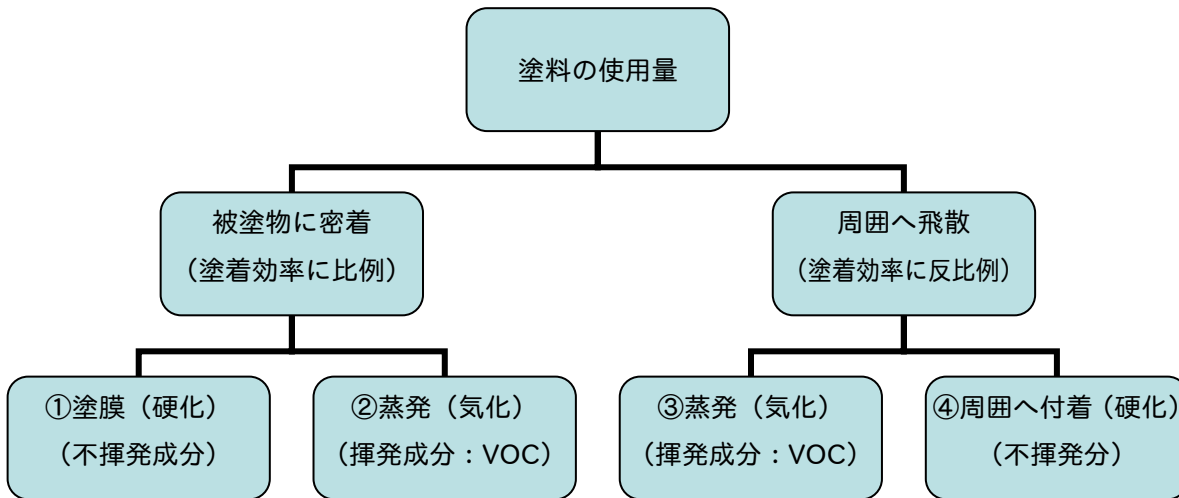 塗料の使用量
被塗物に密着
（塗着効率に比例）
周囲へ飛散
（塗着効率に反比例）
①塗膜（硬化）
（不揮発成分）
②蒸発（気化）
（揮発成分：VOC）
③蒸発（気化）
（揮発成分：VOC）
④周囲へ付着（硬化）
（不揮発分）